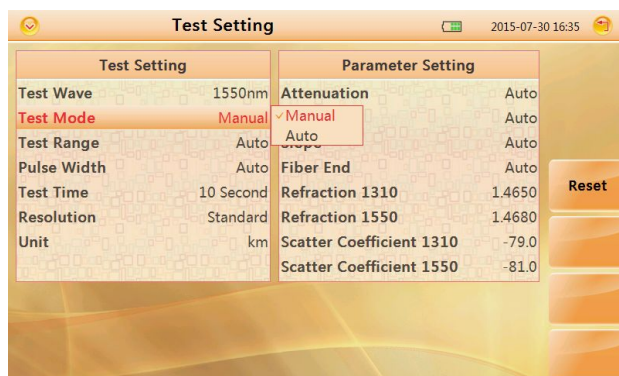 Test Setting
2015-07-30 16:35
Test Setting
Test Wave 1550nm
Test Mode Manual
Test Range Auto
Pulse Width Auto
Test Time 10 Second
Resolution Standard
Unit km
Parameter Setting
Attenuation Auto
Auto
Auto
Manual
Auto
Fiber End Auto
Refraction 1310 1.4650
Refraction 1550 1.4680
Scatter Coefficient 1310 -79.0
Scatter Coefficient 1550 -81.0
Reset